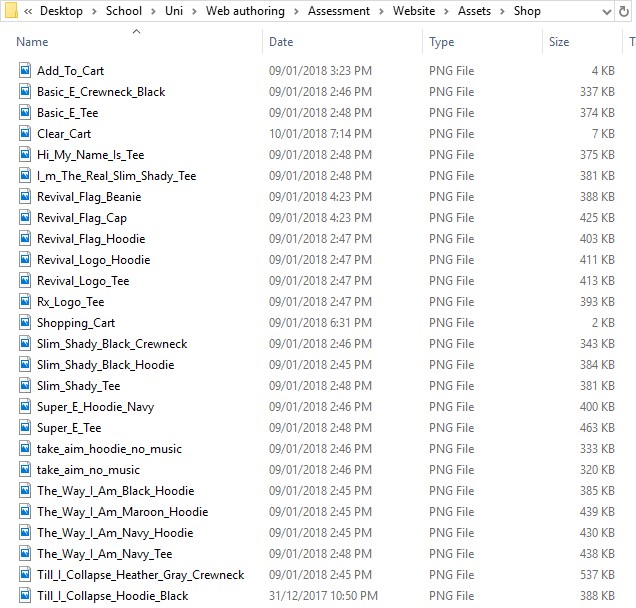 « Desktop > School > Uni > Web authoring > Assessment > Website > Assets > Shop
Name Date Type Size T
Add_To_Cart 09/01/2018 3:23 PM PNG File 4 KB
Basic_E_Crewneck_Black 09/01/2018 2:46 PM PNG File 337 KB
Basic_E_Tee 09/01/2018 2:48 PM PNG File 374 KB
Clear_Cart 10/01/2018 7:14 PM PNG File 7 KB
Hi_My_Name_Is_Tee 09/01/2018 2:48 PM PNG File 375 KB
I_m_The_Real_Slim_Shady_Tee 09/01/2018 2:48 PM PNG File 381 KB
Revival_Flag_Beanie 09/01/2018 4:23 PM PNG File 388 KB
Revival_Flag_Cap 09/01/2018 4:23 PM PNG File 425 KB
Revival_Flag_Hoodie 09/01/2018 2:47 PM PNG File 403 KB
Revival_Logo_Hoodie 09/01/2018 2:47 PM PNG File 411 KB
Revival_Logo_Tee 09/01/2018 2:47 PM PNG File 413 KB
Rx_Logo_Tee 09/01/2018 2:47 PM PNG File 393 KB
Shopping_Cart 09/01/2018 6:31 PM PNG File 2 KB
Slim_Shady_Black_Crewneck 09/01/2018 2:46 PM PNG File 343 KB
Slim_Shady_Black_Hoodie 09/01/2018 2:45 PM PNG File 384 KB
Slim_Shady_Tee 09/01/2018 2:48 PM PNG File 381 KB
Super_E_Hoodie_Navy 09/01/2018 2:46 PM PNG File 400 KB
Super_E_Tee 09/01/2018 2:48 PM PNG File 463 KB
take_aim_hoodie_no_music 09/01/2018 2:46 PM PNG File 333 KB
take_aim_no_music 09/01/2018 2:46 PM PNG File 320 KB
The_Way_I_Am_Black_Hoodie 09/01/2018 2:45 PM PNG File 385 KB
The_Way_I_Am_Maroon_Hoodie 09/01/2018 2:45 PM PNG File 439 KB
The_Way_I_Am_Navy_Hoodie 09/01/2018 2:45 PM PNG File 430 KB
The_Way_I_Am_Navy_Tee 09/01/2018 2:48 PM PNG File 438 KB
Till_I_Collapse_Heather_Gray_Crewneck 09/01/2018 2:45 PM PNG File 537 KB
Till_I_Collapse_Hoodie_Black 31/12/2017 10:50 PM PNG File 388 KB